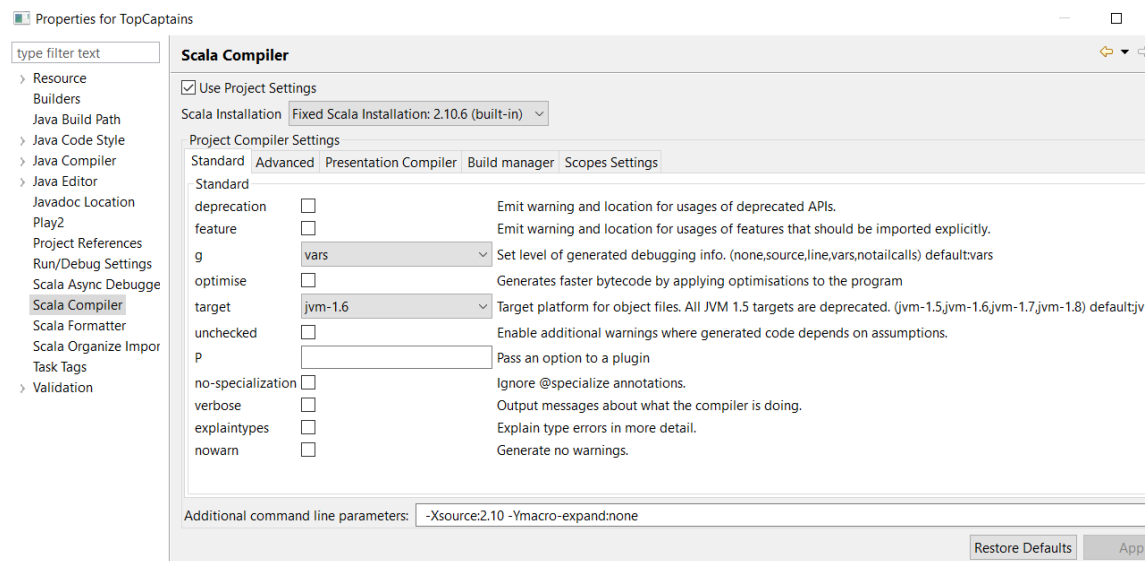 Properties for TopCaptains
type filter text
Resource
Builders
Java Build Path
Java Code Style
Java Compiler
Java Editor
Javadoc Location
Play2
Project References
Run/Debug Settings
Scala Async Debugge
Scala Compiler
Scala Formatter
Scala Organize Impor
Task Tags
Validation
Scala Compiler
Use Project Settings
Scala Installation Fixed Scala Installation: 2.10.6 (built-in)
Project Compiler Settings
Standard Advanced Presentation Compiler Build manager Scopes Settings
Standard
deprecation Emit warning and location for usages of deprecated APIs.
feature Emit warning and location for usages of features that should be imported explicitly.
g vars Set level of generated debugging info. (none,source,line,vars,notailcalls) default:vars
optimise Generates faster bytecode by applying optimisations to the program
target jvm-1.6 Target platform for object files. All JVM 1.5 targets are deprecated. (jvm-1.5,jvm-1.6,jvm-1.7,jvm-1.8) default:jv
unchecked Enable additional warnings where generated code depends on assumptions.
P Pass an option to a plugin
no-specialization Ignore @specialize annotations.
verbose Output messages about what the compiler is doing.
explaintypes Explain type errors in more detail.
nowarn Generate no warnings.
Additional command line parameters: -Xsource:2.10 -Ymacro-expand:none
Restore Defaults App